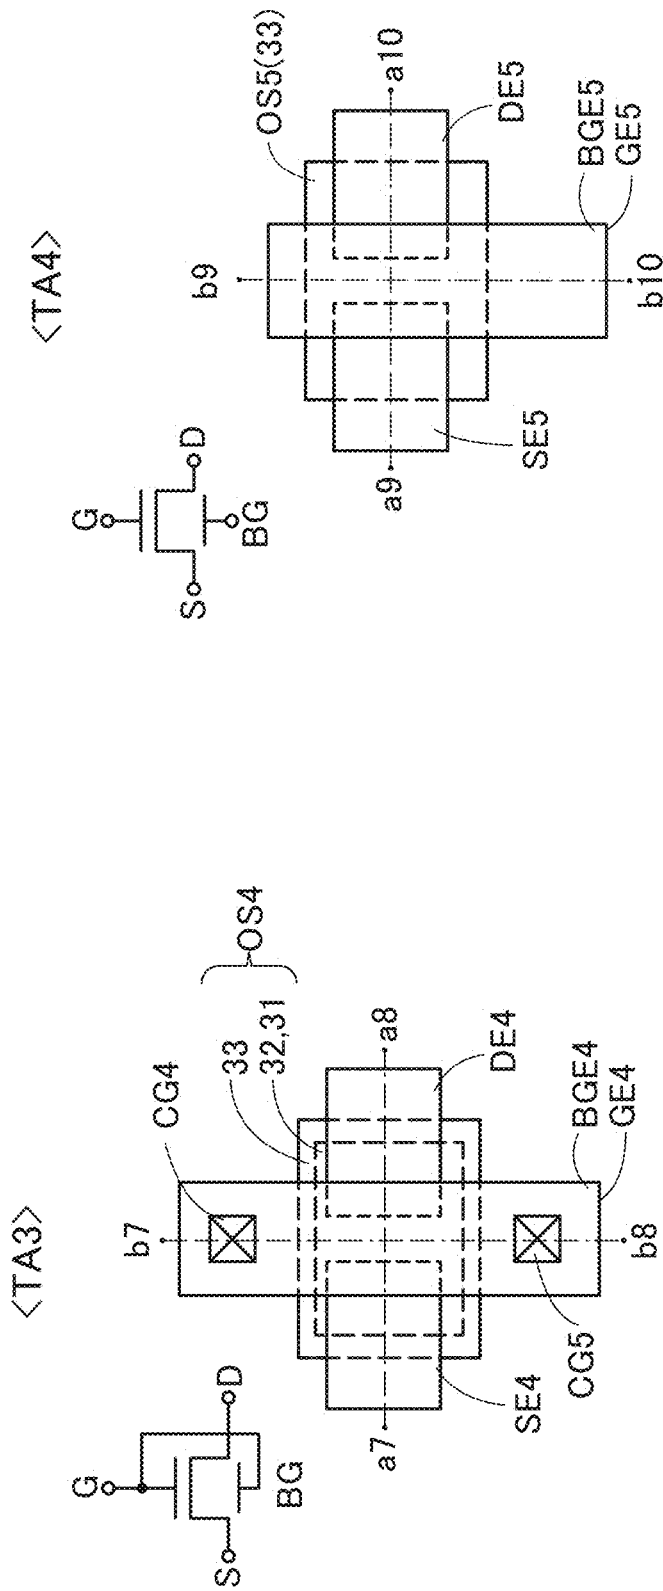 <TA3>
G
S
D
BG
b7
CG4
33
32,31
OS4
a7
a8
SE4
DE4
CG5
BGE4
GE4
b8
<TA4>
G
S
D
BG
b9
OS5(33)
a9
a10
SE5
DE5
BGE5
GE5
b10